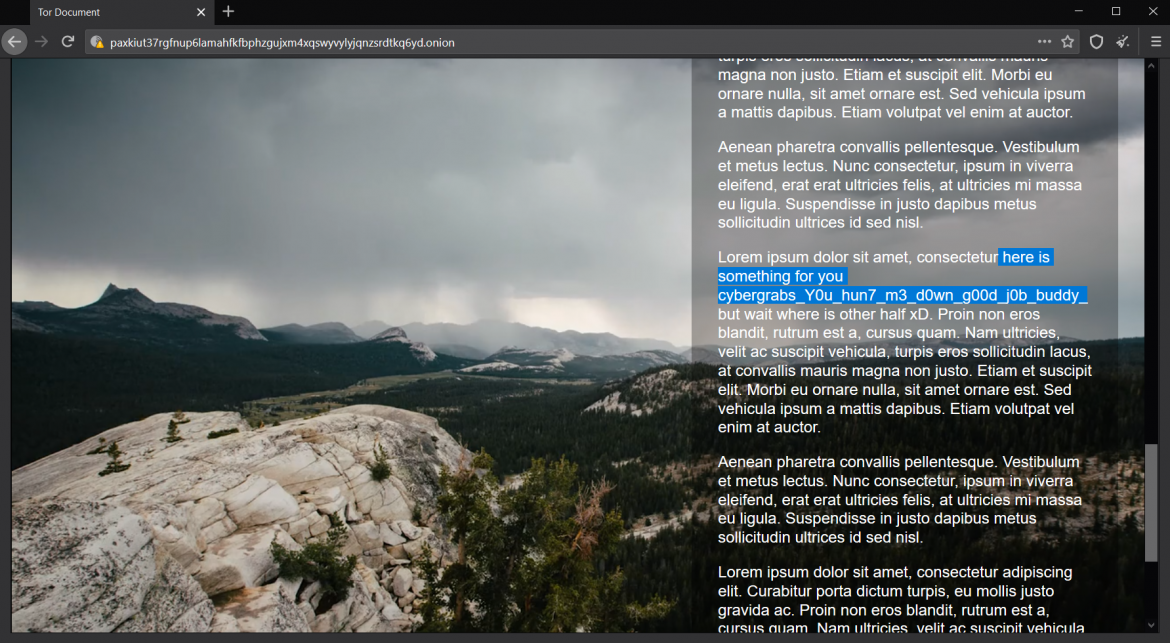 Tor Document
paxkiut37rgfnup6lamahfkfbphzgujxm4xqswyvylyjqnzsrdtkq6yd.onion
turpis eros sollicitudin lacus, at convallis mauris
magna non justo. Etiam et suscipit elit. Morbi eu
ornare nulla, sit amet ornare est. Sed vehicula ipsum
a mattis dapibus. Etiam volutpat vel enim at auctor.
Aenean pharetra convallis pellentesque. Vestibulum
et metus lectus. Nunc consectetur, ipsum in viverra
eleifend, erat erat ultricies felis, at ultricies mi massa
eu ligula. Suspendisse in justo dapibus metus
sollicitudin ultrices id sed nisl.
Lorem ipsum dolor sit amet, consectetur here is
something for you
cybergrabs_Y0u_hun7_m3_d0wn_g00d_j0b_buddy_
but wait where is other half xD. Proin non eros
blandit, rutrum est a, cursus quam. Nam ultricies,
velit ac suscipit vehicula, turpis eros sollicitudin lacus,
at convallis mauris magna non justo. Etiam et suscipit
elit. Morbi eu ornare nulla, sit amet ornare est. Sed
vehicula ipsum a mattis dapibus. Etiam volutpat vel
enim at auctor.
Aenean pharetra convallis pellentesque. Vestibulum
et metus lectus. Nunc consectetur, ipsum in viverra
eleifend, erat erat ultricies felis, at ultricies mi massa
eu ligula. Suspendisse in justo dapibus metus
sollicitudin ultrices id sed nisl.
Lorem ipsum dolor sit amet, consectetur adipiscing
elit. Curabitur porta dictum turpis, eu mollis justo
gravida ac. Proin non eros blandit, rutrum est a,
cursus quam. Nam ultricies, velit ac suscipit vehicula